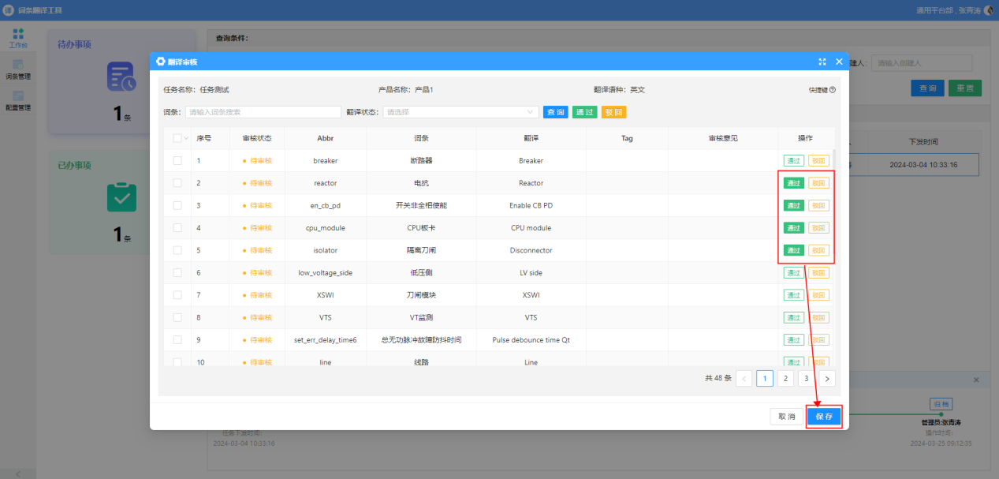 译 词条翻译工具
通用平台部 , 张青涛
工作台
词条管理
配置管理
待办事项
1 条
已办事项
1 条
查询条件:
建人:
请输入创建人
查 询
重 置
下发时间
2024-03-04 10:33:16
翻译审核
任务名称: 任务测试
产品名称: 产品1
翻译语种: 英文
快捷键
词条: 请输入词条搜索
翻译状态: 请选择
查 询
通 过
驳 回
序号 审核状态 Abbr 词条 翻译 Tag 审核意见 操作
1 待审核 breaker 断路器 Breaker 通过 驳回
2 待审核 reactor 电抗 Reactor 通过 驳回
3 待审核 en_cb_pd 开关非全相使能 Enable CB PD 通过 驳回
4 待审核 cpu_module CPU板卡 CPU module 通过 驳回
5 待审核 isolator 隔离刀闸 Disconnector 通过 驳回
6 待审核 low_voltage_side 低压侧 LV side 通过 驳回
7 待审核 XSWI 刀闸模块 XSWI 通过 驳回
8 待审核 VTS VT监测 VTS 通过 驳回
9 待审核 set_err_delay_time6 总无功脉冲故障防抖时间 Pulse debounce time Qt 通过 驳回
10 待审核 line 线路 Line 通过 驳回
共 48 条 1 2 3
取 消
保 存
任务下发时间:
2024-03-04 10:33:16
归 档
管理员:张青涛
操作时间:
2024-03-25 09:12:35